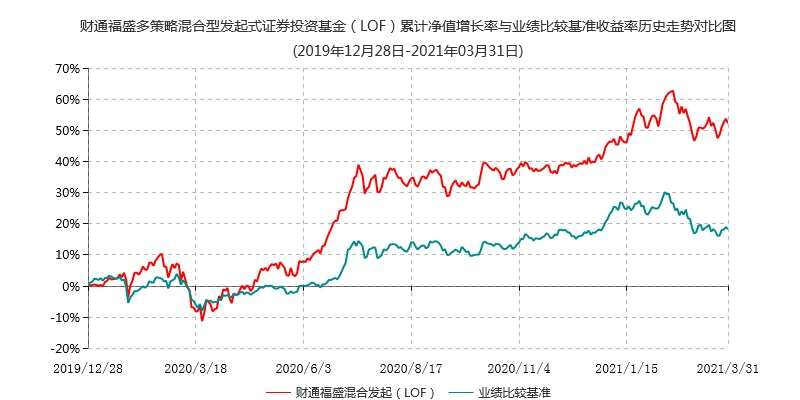 财通福盛多策略混合型发起式证券投资基金（LOF）累计净值增长率与业绩比较基准收益率历史走势对比图
(2019年12月28日-2021年03月31日)
70%
60%
50%
40%
30%
20%
10%
0%
-10%
-20%
2019/12/28 2020/3/18 2020/6/3 2020/8/17 2020/11/4 2021/1/15 2021/3/31
财通福盛混合发起（LOF） 业绩比较基准